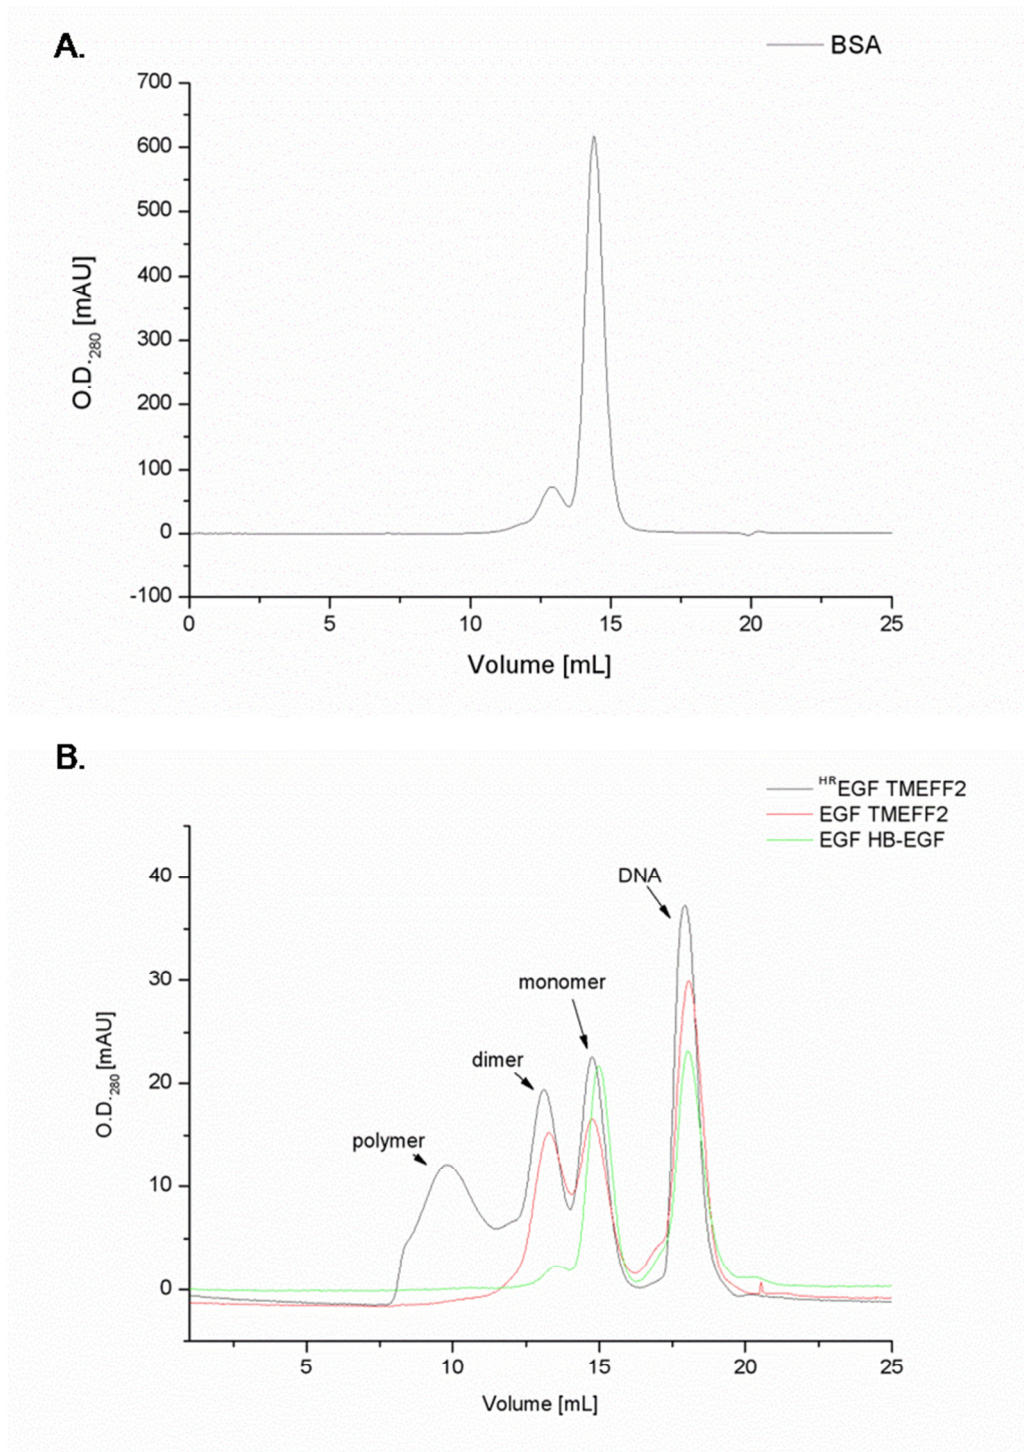 A.
BSA
700
600
500
400
300
200
100
0
-100
O.D.280 [mAU]
0 5 10 15 20 25
Volume [mL]
B.
HREGF TMEFF2
EGF TMEFF2
EGF HB-EGF
DNA
monomer
dimer
polymer
40
30
20
10
0
O.D.280 [mAU]
5 10 15 20 25
Volume [mL]